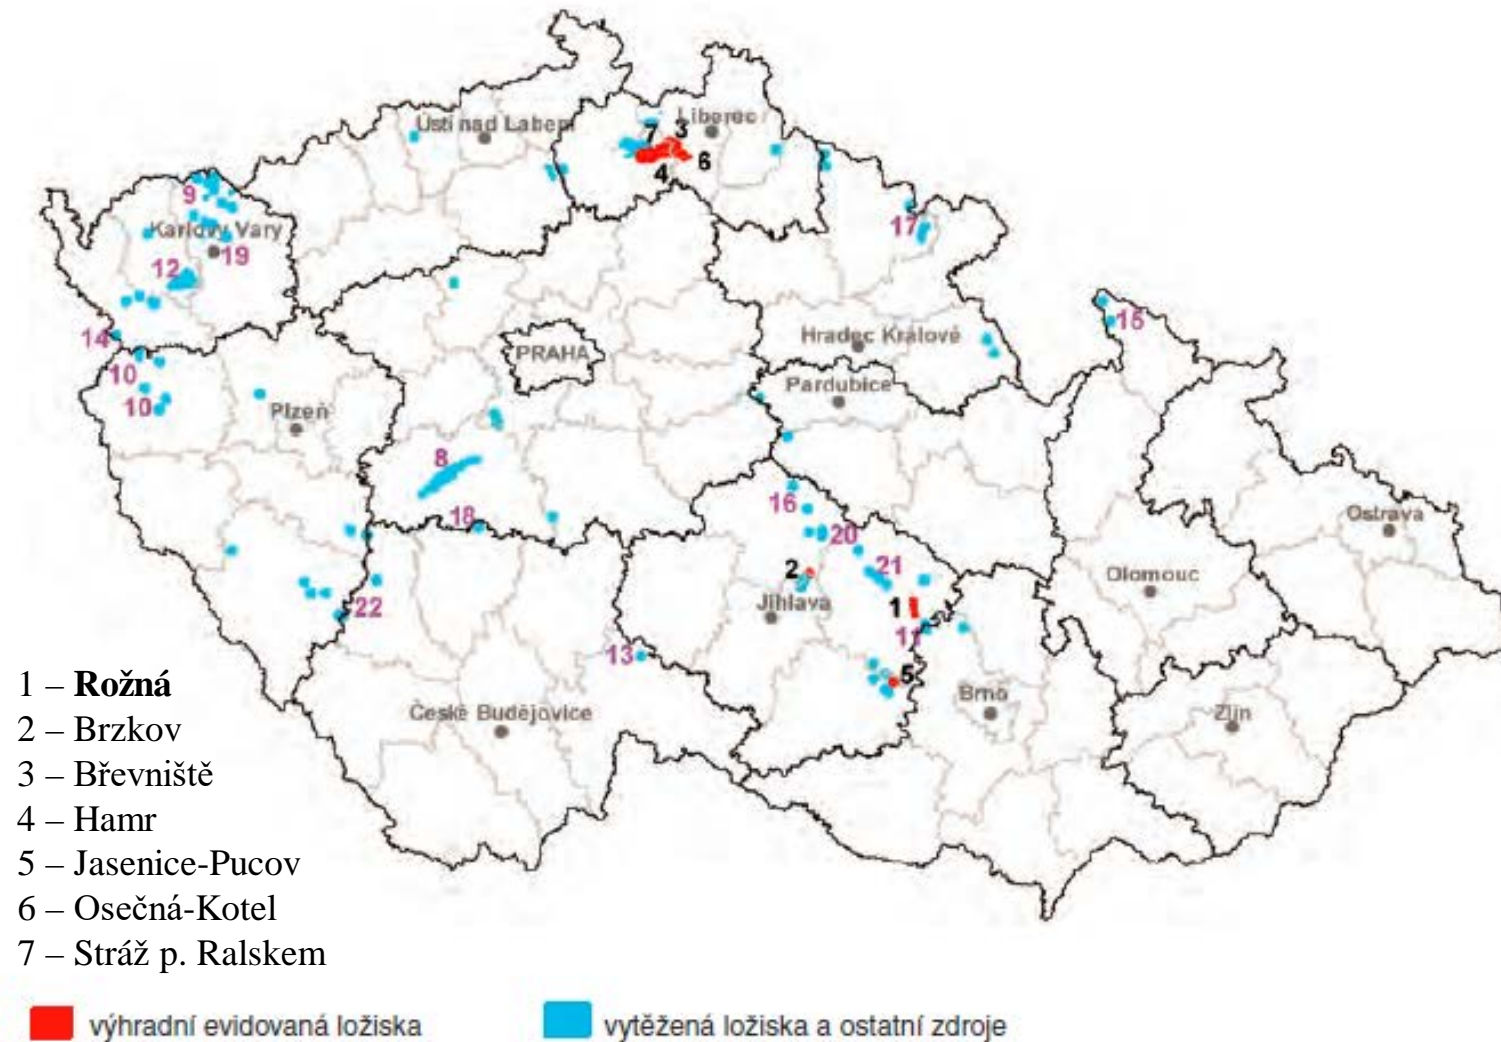 Ústí nad Labem
Liberec
7
3
4
6
9
Karlovy Vary
19
12
17
14
Hradec Králové
15
PRAHA
10
Pardubice
10
Plzeň
8
16
18
20
Ostrava
2
21
Olomouc
Jihlava
1
22
11
13
5
Brno
České Budějovice
Zlín
1 – Rožná
2 – Brzkov
3 – Břevniště
4 – Hamr
5 – Jasenice-Pucov
6 – Osečná-Kotel
7 – Stráž p. Ralskem
výhradní evidovaná ložiska
vytěžená ložiska a ostatní zdroje